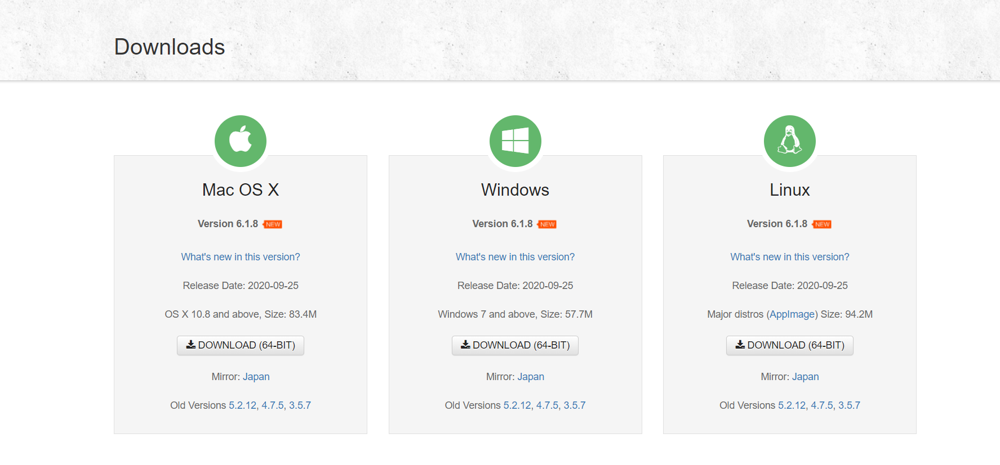 Downloads
Mac OS X
Version 6.1.8 NEW
What's new in this version?
Release Date: 2020-09-25
OS X 10.8 and above, Size: 83.4M
DOWNLOAD (64-BIT)
Mirror: Japan
Old Versions 5.2.12, 4.7.5, 3.5.7
Windows
Version 6.1.8 NEW
What's new in this version?
Release Date: 2020-09-25
Windows 7 and above, Size: 57.7M
DOWNLOAD (64-BIT)
Mirror: Japan
Old Versions 5.2.12, 4.7.5, 3.5.7
Linux
Version 6.1.8 NEW
What's new in this version?
Release Date: 2020-09-25
Major distros (AppImage) Size: 94.2M
DOWNLOAD (64-BIT)
Mirror: Japan
Old Versions 5.2.12, 4.7.5, 3.5.7